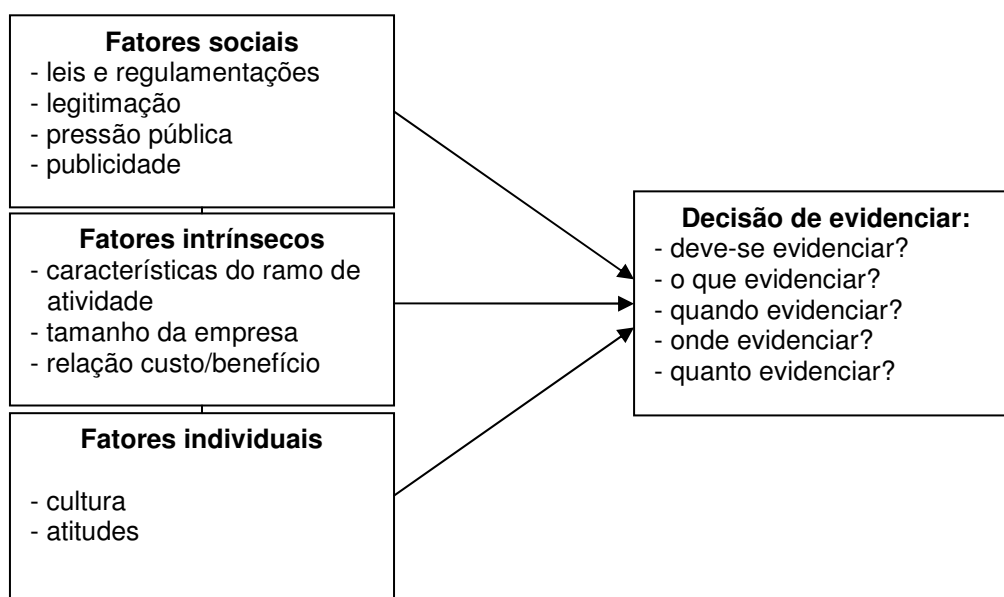 Fatores sociais
- leis e regulamentações
- legitimação
- pressão pública
- publicidade
Fatores intrínsecos
- características do ramo de
atividade
- tamanho da empresa
- relação custo/benefício
Fatores individuais
- cultura
- atitudes
Decisão de evidenciar:
- deve-se evidenciar?
- o que evidenciar?
- quando evidenciar?
- onde evidenciar?
- quanto evidenciar?